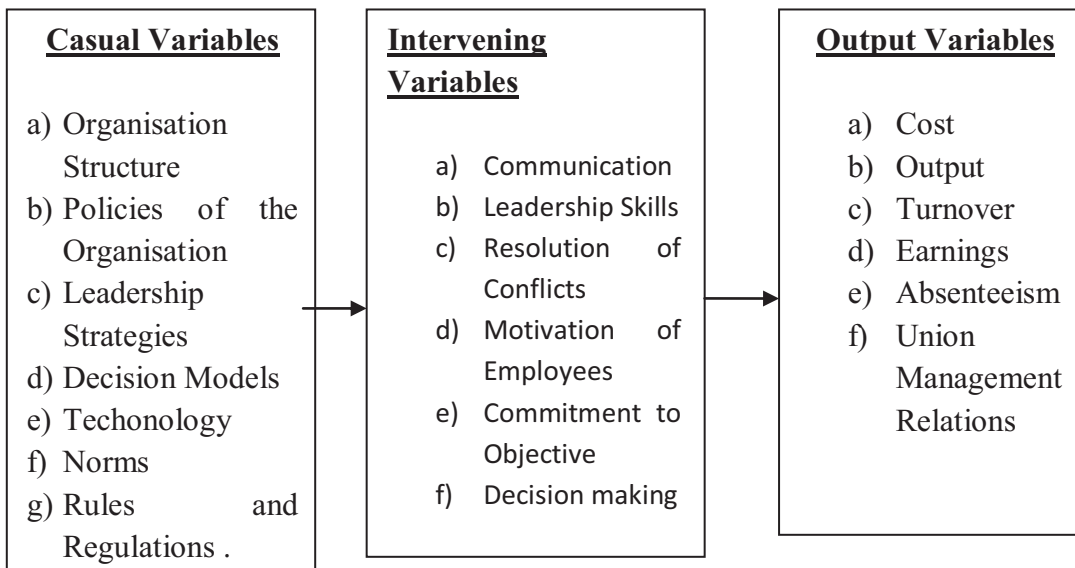 Casual Variables
a) Organisation
Structure
b) Policies of the
Organisation
c) Leadership
Strategies
d) Decision Models
e) Techonology
f) Norms
g) Rules and
Regulations .
Intervening
Variables
a) Communication
b) Leadership Skills
c) Resolution of
Conflicts
d) Motivation of
Employees
e) Commitment to
Objective
f) Decision making
Output Variables
a) Cost
b) Output
c) Turnover
d) Earnings
e) Absenteeism
f) Union
Management
Relations